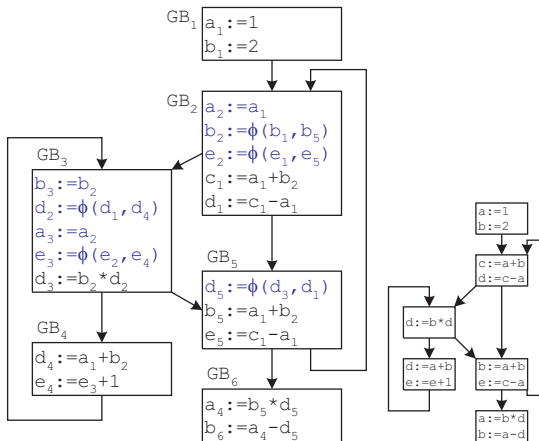 GB₁
a₁:=1
b₁:=2
GB₂
a₂:=a₁
b₂:=ϕ(b₁,b₅)
e₂:=ϕ(e₁,e₅)
c₁:=a₁+b₂
d₁:=c₁-a₁
GB₃
b₃:=b₂
d₂:=ϕ(d₁,d₄)
a₃:=a₂
e₃:=ϕ(e₂,e₄)
d₃:=b₂*d₂
GB₄
d₄:=a₁+b₂
e₄:=e₃+1
GB₅
d₅:=ϕ(d₃,d₁)
b₅:=a₁+b₂
e₅:=c₁-a₁
GB₆
a₄:=b₅*d₅
b₆:=a₄-d₅
a:=1
b:=2
c:=a+b
d:=c-a
d:=b*d
d:=a+b
e:=e+1
b:=a+b
e:=c-a
a:=b*d
b:=a-d